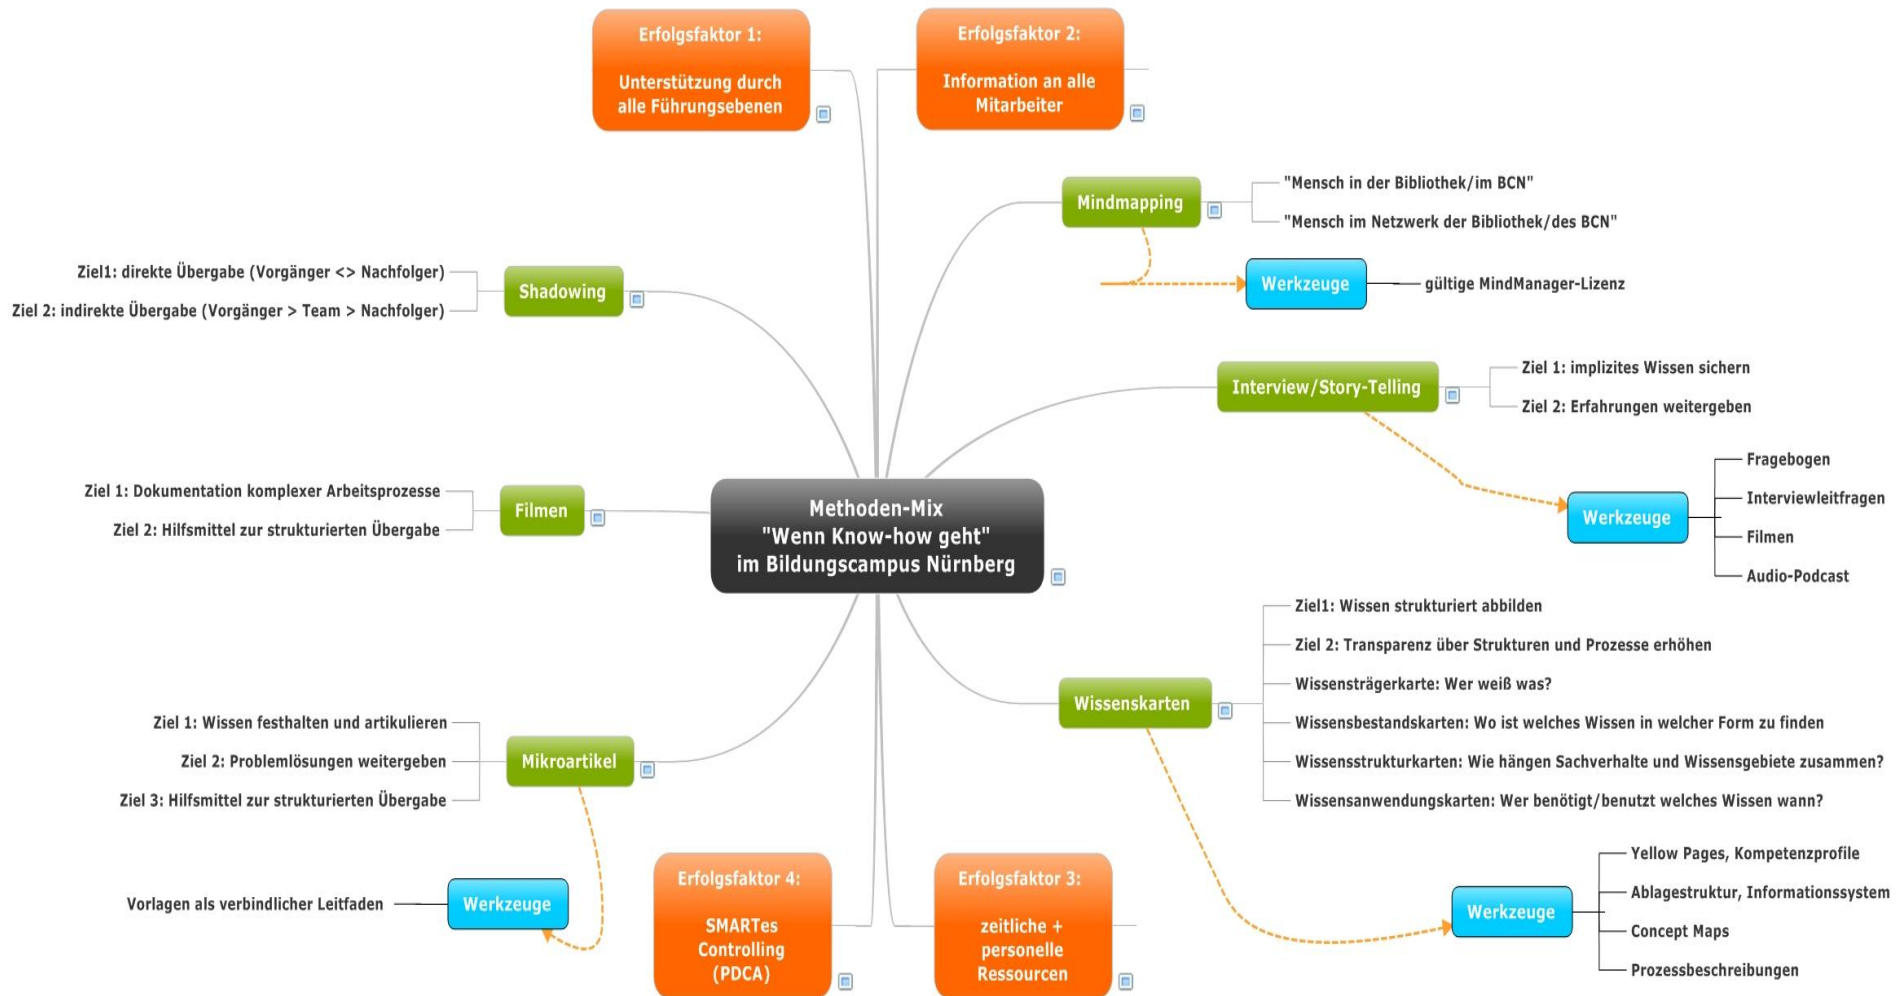 Erfolgsfaktor 1:
Unterstützung durch
alle Führungsebenen
Erfolgsfaktor 2:
Information an alle
Mitarbeiter
Mindmapping
"Mensch in der Bibliothek/im BCN"
"Mensch im Netzwerk der Bibliothek/des BCN"
Werkzeuge
gültige MindManager-Lizenz
Shadowing
Ziel1: direkte Übergabe (Vorgänger <> Nachfolger)
Ziel 2: indirekte Übergabe (Vorgänger > Team > Nachfolger)
Interview/Story-Telling
Ziel 1: implizites Wissen sichern
Ziel 2: Erfahrungen weitergeben
Werkzeuge
Fragebogen
Interviewleitfragen
Filmen
Audio-Podcast
Filmen
Ziel 1: Dokumentation komplexer Arbeitsprozesse
Ziel 2: Hilfsmittel zur strukturierten Übergabe
Methoden-Mix
"Wenn Know-how geht"
im Bildungscampus Nürnberg
Wissenskarten
Ziel1: Wissen strukturiert abbilden
Ziel 2: Transparenz über Strukturen und Prozesse erhöhen
Wissensträgerkarte: Wer weiß was?
Wissensbestandskarten: Wo ist welches Wissen in welcher Form zu finden
Wissensstrukturkarten: Wie hängen Sachverhalte und Wissensgebiete zusammen?
Wissensanwendungskarten: Wer benötigt/benutzt welches Wissen wann?
Werkzeuge
Yellow Pages, Kompetenzprofile
Ablagestruktur, Informationssystem
Concept Maps
Prozessbeschreibungen
Mikroartikel
Ziel 1: Wissen festhalten und artikulieren
Ziel 2: Problemlösungen weitergeben
Ziel 3: Hilfsmittel zur strukturierten Übergabe
Werkzeuge
Vorlagen als verbindlicher Leitfaden
Erfolgsfaktor 4:
SMARTes
Controlling
(PDCA)
Erfolgsfaktor 3:
zeitliche +
personelle
Ressourcen